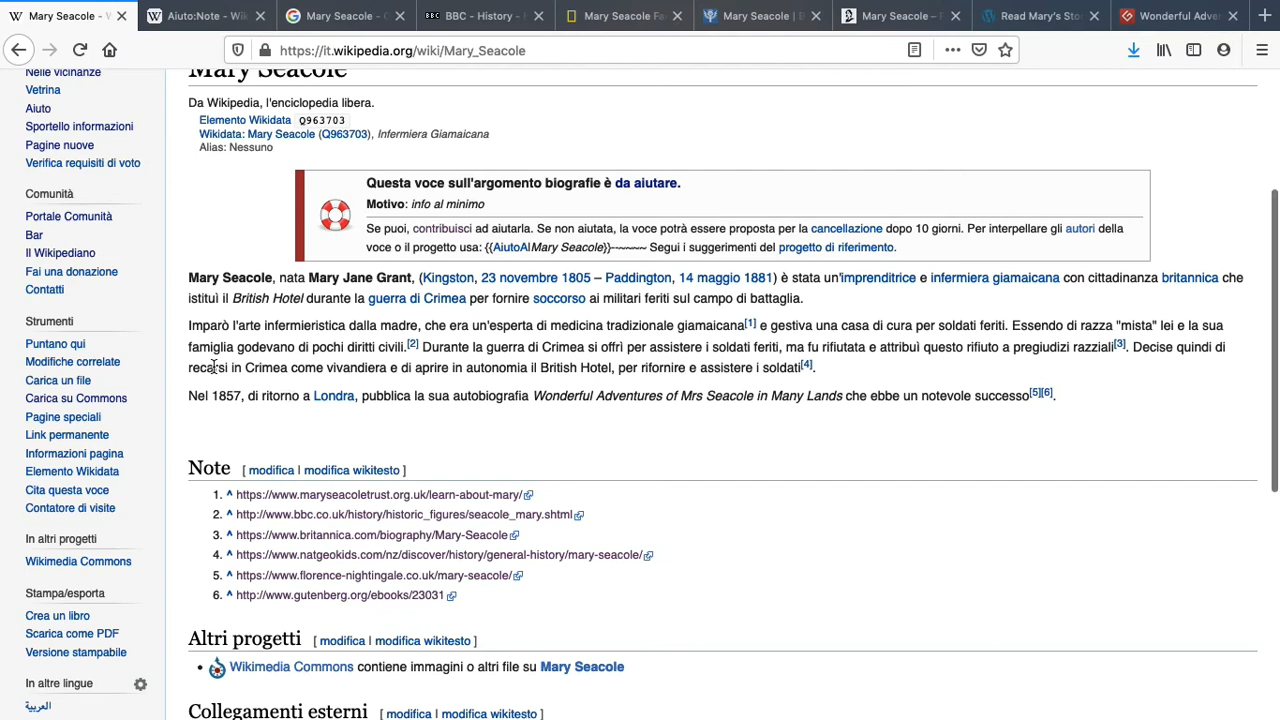 Mary Seacole - Wi
Aiuto:Note - Wik
Mary Seacole - C
BBC - History - H
Mary Seacole Fa
Mary Seacole | B
Mary Seacole – F
Read Mary's Sto
Wonderful Adve
https://it.wikipedia.org/wiki/Mary_Seacole
Nelle vicinanze
Vetrina
Aiuto
Sportello informazioni
Pagine nuove
Verifica requisiti di voto
Comunità
Portale Comunità
Bar
Il Wikipediano
Fai una donazione
Contatti
Strumenti
Puntano qui
Modifiche correlate
Carica un file
Carica su Commons
Pagine speciali
Link permanente
Informazioni pagina
Elemento Wikidata
Cita questa voce
Contatore di visite
In altri progetti
Wikimedia Commons
Stampa/esporta
Crea un libro
Scarica come PDF
Versione stampabile
In altre lingue
العربية
Mary Seacole
Da Wikipedia, l'enciclopedia libera.
Elemento Wikidata Q963703
Wikidata: Mary Seacole (Q963703), Infermiera Giamaicana
Alias: Nessuno
Questa voce sull'argomento biografie è da aiutare.
Motivo: info al minimo
Se puoi, contribuisci ad aiutarla. Se non aiutata, la voce potrà essere proposta per la cancellazione dopo 10 giorni. Per interpellare gli autori della
voce o il progetto usa: {{AiutoA|Mary Seacole}}--~~~~ Segui i suggerimenti del progetto di riferimento.
Mary Seacole, nata Mary Jane Grant, (Kingston, 23 novembre 1805 – Paddington, 14 maggio 1881) è stata un'imprenditrice e infermiera giamaicana con cittadinanza britannica che
istituì il British Hotel durante la guerra di Crimea per fornire soccorso ai militari feriti sul campo di battaglia.
Imparò l'arte infermieristica dalla madre, che era un'esperta di medicina tradizionale giamaicana[1] e gestiva una casa di cura per soldati feriti. Essendo di razza "mista" lei e la sua
famiglia godevano di pochi diritti civili.[2] Durante la guerra di Crimea si offrì per assistere i soldati feriti, ma fu rifiutata e attribuì questo rifiuto a pregiudizi razziali[3]. Decise quindi di
recarsi in Crimea come vivandiera e di aprire in autonomia il British Hotel, per rifornire e assistere i soldati[4].
Nel 1857, di ritorno a Londra, pubblica la sua autobiografia Wonderful Adventures of Mrs Seacole in Many Lands che ebbe un notevole successo[5][6].
Note [ modifica | modifica wikitesto ]
1. ^ https://www.maryseacoletrust.org.uk/learn-about-mary/
2. ^ http://www.bbc.co.uk/history/historic_figures/seacole_mary.shtml
3. ^ https://www.britannica.com/biography/Mary-Seacole
4. ^ https://www.natgeokids.com/nz/discover/history/general-history/mary-seacole/
5. ^ https://www.florence-nightingale.co.uk/mary-seacole/
6. ^ http://www.gutenberg.org/ebooks/23031
Altri progetti [ modifica | modifica wikitesto ]
Wikimedia Commons contiene immagini o altri file su Mary Seacole
Collegamenti esterni [ modifica | modifica wikitesto ]